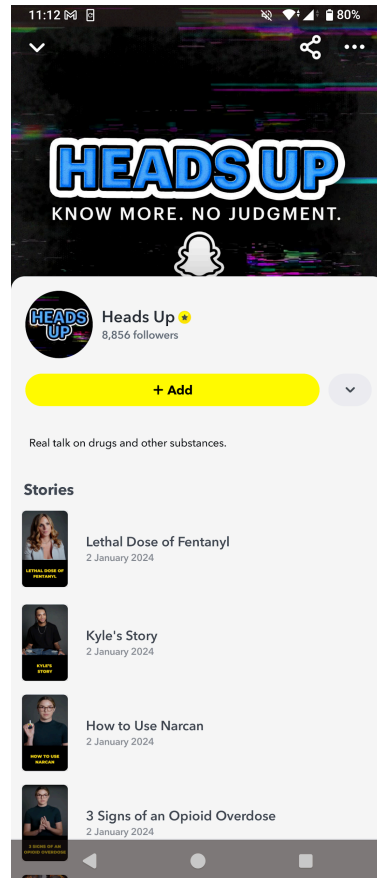 11:12
80%
HEADS UP
KNOW MORE. NO JUDGMENT.
HEADS
UP
Heads Up
8,856 followers
+ Add
Real talk on drugs and other substances.
Stories
LETHAL DOSE OF
FENTANYL
Lethal Dose of Fentanyl
2 January 2024
KYLE'S
STORY
Kyle's Story
2 January 2024
HOW TO USE
NARCAN
How to Use Narcan
2 January 2024
3 SIGNS OF AN
OPIOID OVERDOSE
3 Signs of an Opioid Overdose
2 January 2024